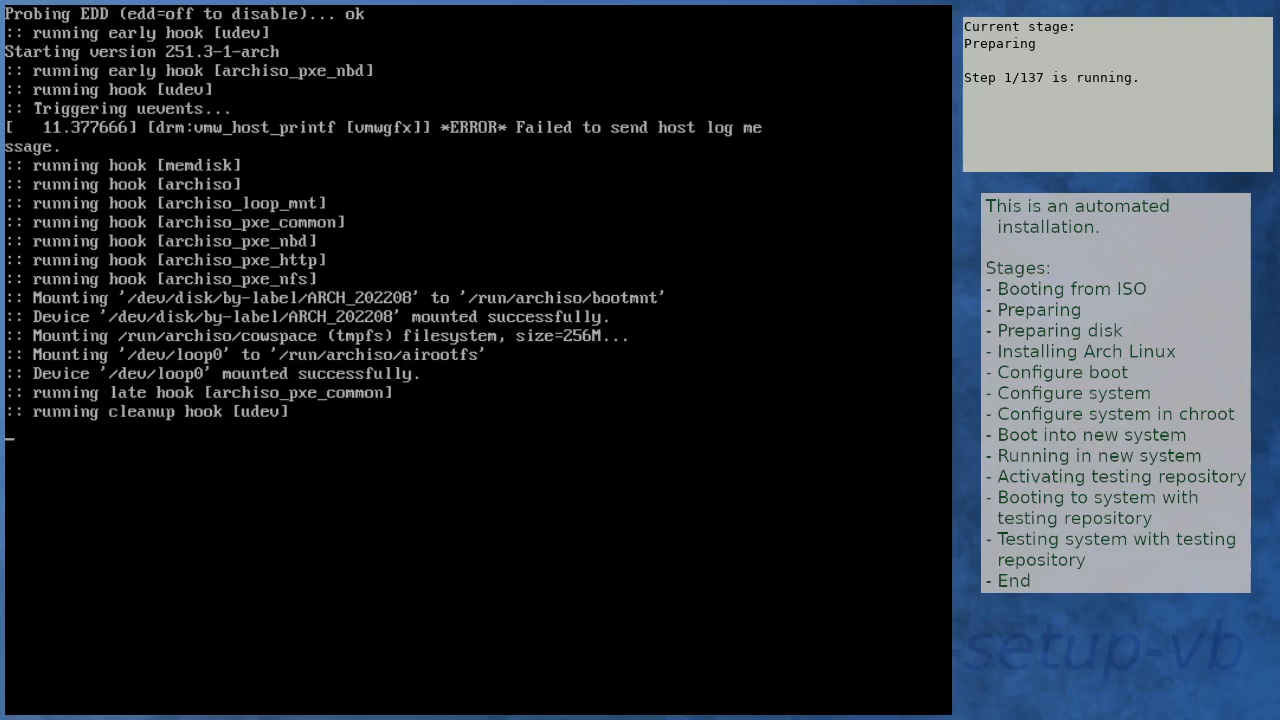 Probing EDD (edd=off to disable)... ok
:: running early hook [udev]
Starting version 251.3-1-arch
:: running early hook [archiso_pxe_nbd]
:: running hook [udev]
:: Triggering uevents...
[   11.377666] [drm:vmw_host_printf [vmwgfx]] *ERROR* Failed to send host log me
ssage.
:: running hook [memdisk]
:: running hook [archiso]
:: running hook [archiso_loop_mnt]
:: running hook [archiso_pxe_common]
:: running hook [archiso_pxe_nbd]
:: running hook [archiso_pxe_http]
:: running hook [archiso_pxe_nfs]
:: Mounting '/dev/disk/by-label/ARCH_202208' to '/run/archiso/bootmnt'
:: Device '/dev/disk/by-label/ARCH_202208' mounted successfully.
:: Mounting /run/archiso/cowspace (tmpfs) filesystem, size=256M...
:: Mounting '/dev/loop0' to '/run/archiso/airootfs'
:: Device '/dev/loop0' mounted successfully.
:: running late hook [archiso_pxe_common]
:: running cleanup hook [udev]
Current stage:
Preparing
Step 1/137 is running.
This is an automated
installation.
Stages:
- Booting from ISO
- Preparing
- Preparing disk
- Installing Arch Linux
- Configure boot
- Configure system
- Configure system in chroot
- Boot into new system
- Running in new system
- Activating testing repository
- Booting to system with
testing repository
- Testing system with testing
repository
- End
setup-vb